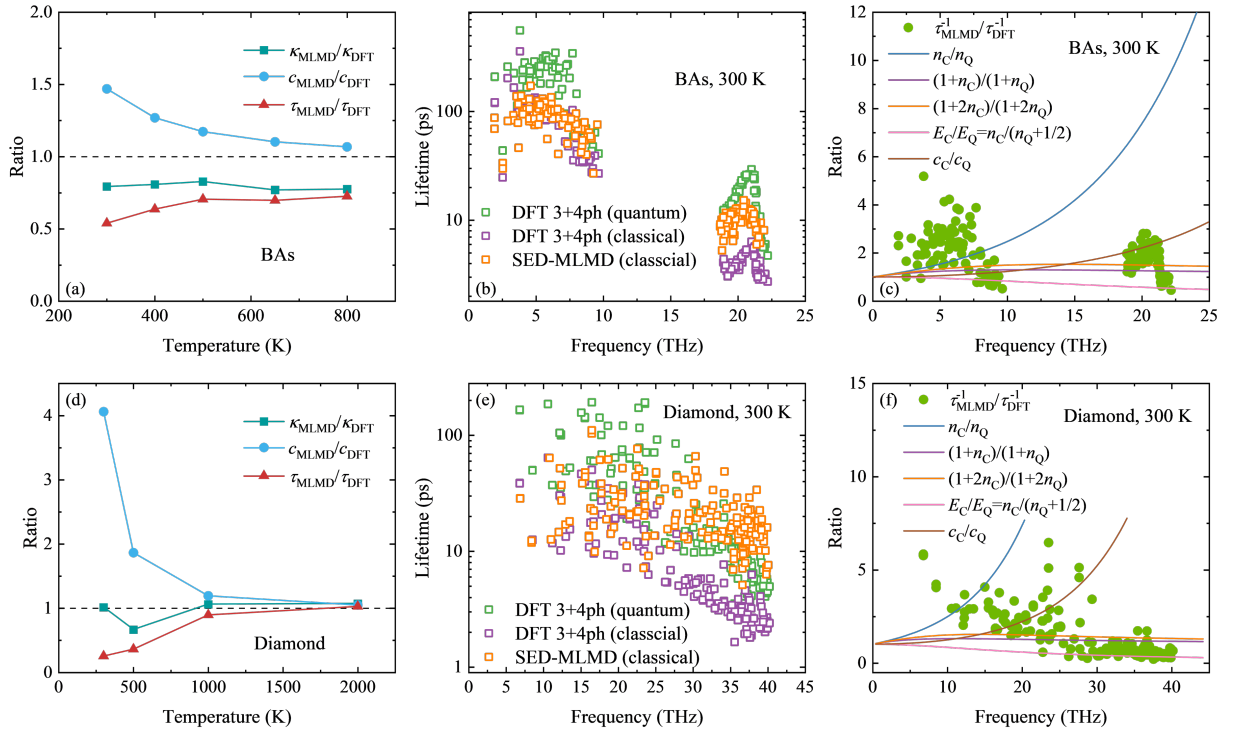 2.0
1.5
1.0
0.5
0.0
Ratio
κMLMD/κDFT
cMLMD/cDFT
τMLMD/τDFT
BAs
(a)
200 400 600 800
Temperature (K)
100
10
Lifetime (ps)
BAs, 300 K
DFT 3+4ph (quantum)
DFT 3+4ph (classical)
SED-MLMD (classcial)
(b)
0 5 10 15 20 25
Frequency (THz)
12
10
8
6
4
2
0
Ratio
τ⁻¹MLMD/τ⁻¹DFT
BAs, 300 K
nC/nQ
(1+nC)/(1+nQ)
(1+2nC)/(1+2nQ)
EC/EQ=nC/(nQ+1/2)
cC/cQ
(c)
0 5 10 15 20 25
Frequency (THz)
(d)
4
3
2
1
0
Ratio
κMLMD/κDFT
cMLMD/cDFT
τMLMD/τDFT
Diamond
0 500 1000 1500 2000
Temperature (K)
(e)
100
10
1
Lifetime (ps)
Diamond, 300 K
DFT 3+4ph (quantum)
DFT 3+4ph (classcial)
SED-MLMD (classical)
0 5 10 15 20 25 30 35 40 45
Frequency (THz)
15
10
5
0
Ratio
τ⁻¹MLMD/τ⁻¹DFT
(f)
Diamond, 300 K
nC/nQ
(1+nC)/(1+nQ)
(1+2nC)/(1+2nQ)
EC/EQ=nC/(nQ+1/2)
cC/cQ
0 10 20 30 40
Frequency (THz)